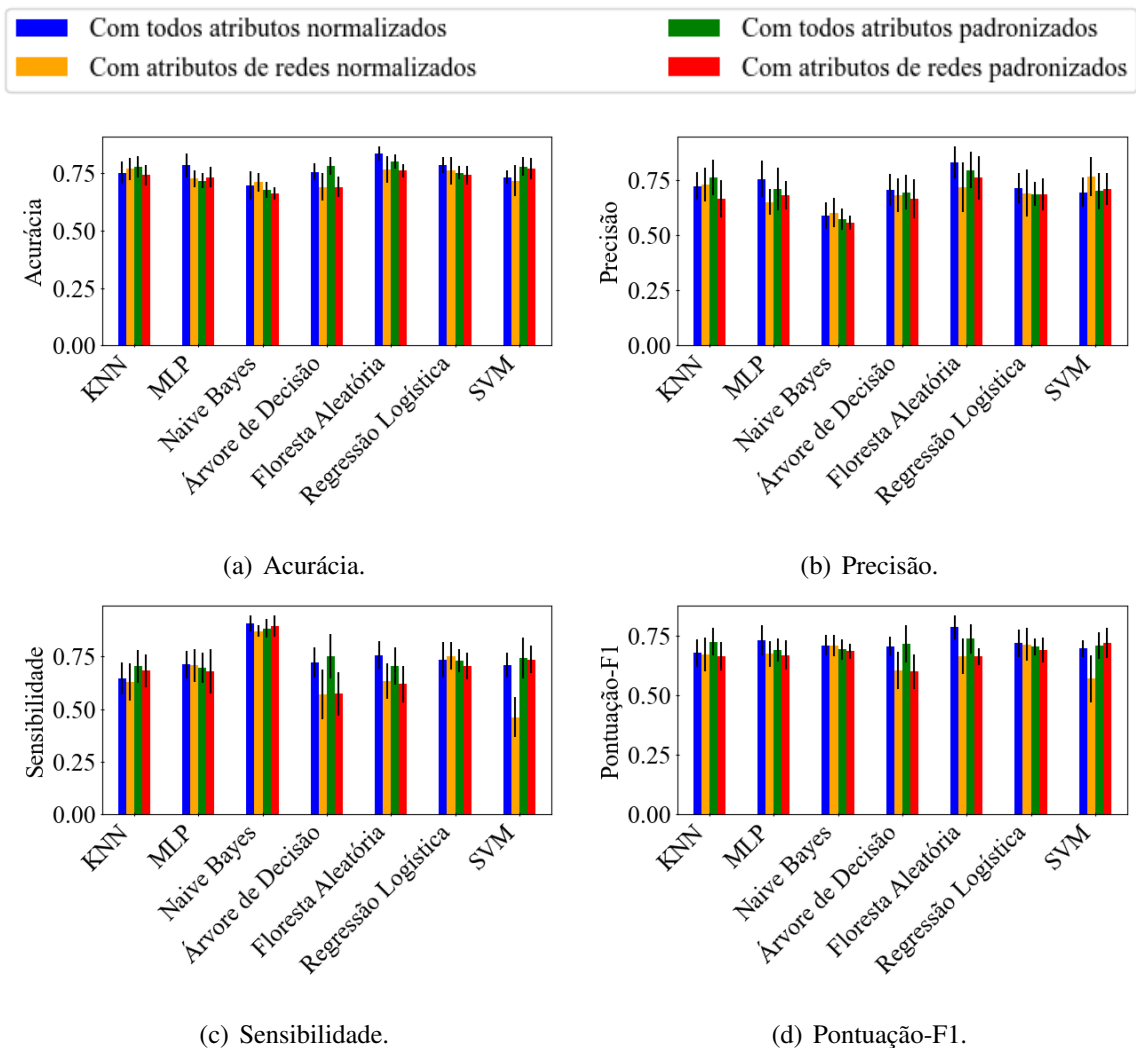 Com todos atributos normalizados
Com atributos de redes normalizados
Com todos atributos padronizados
Com atributos de redes padronizados
Acurácia
0.75
0.50
0.25
0.00
KNN
MLP
Naive Bayes
Árvore de Decisão
Floresta Aleatória
Regressão Logística
SVM
(a) Acurácia.
Precisão
0.75
0.50
0.25
0.00
KNN
MLP
Naive Bayes
Árvore de Decisão
Floresta Aleatória
Regressão Logística
SVM
(b) Precisão.
Sensibilidade
0.75
0.50
0.25
0.00
KNN
MLP
Naive Bayes
Árvore de Decisão
Floresta Aleatória
Regressão Logística
SVM
(c) Sensibilidade.
Pontuação-F1
0.75
0.50
0.25
0.00
KNN
MLP
Naive Bayes
Árvore de Decisão
Floresta Aleatória
Regressão Logística
SVM
(d) Pontuação-F1.